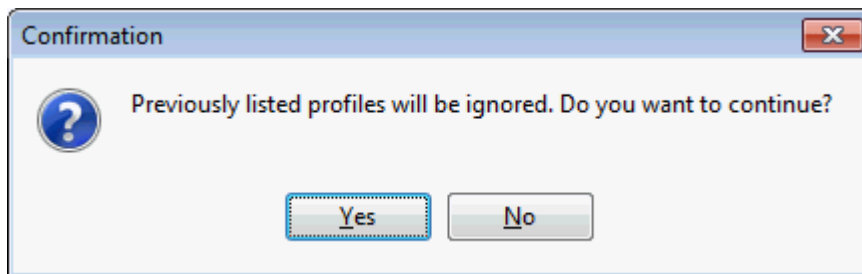 Confirmation
Previously listed profiles will be ignored. Do you want to continue?
Yes
No